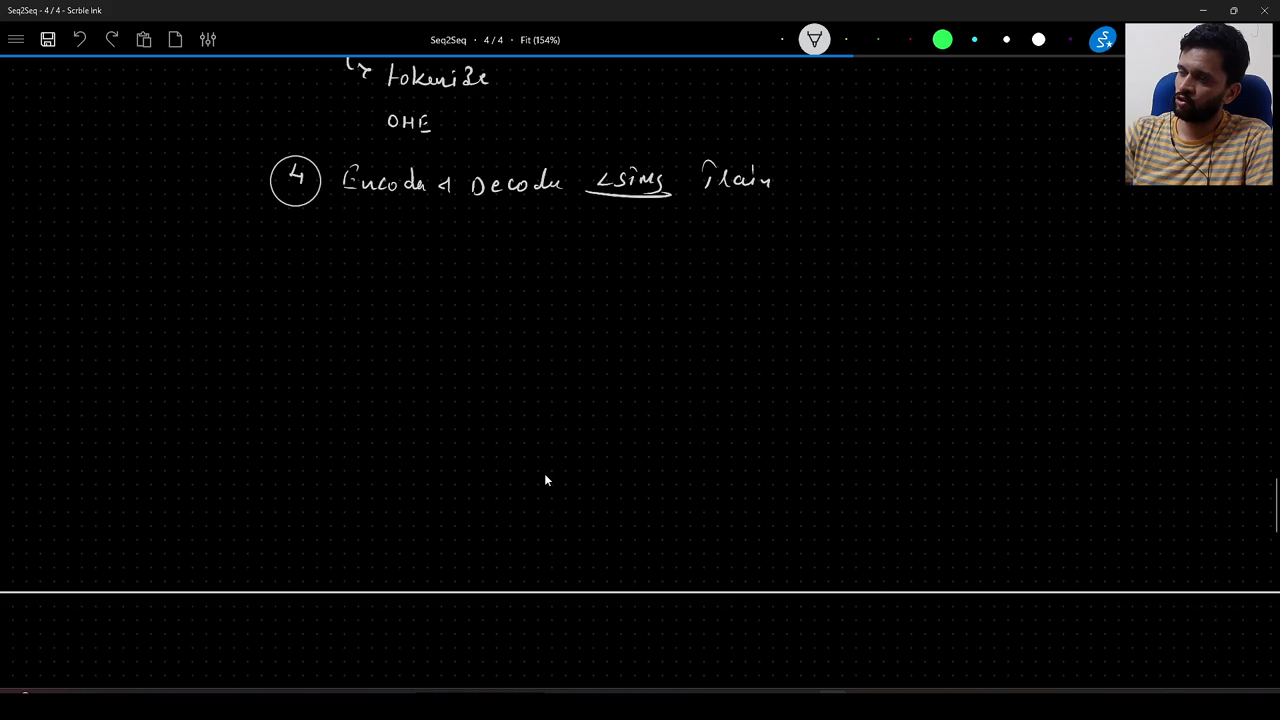 Seq2Seq - 4 / 4 - Scrble Ink
Seq2Seq • 4 / 4 • Fit (154%)
↳ tokenize
OHE
4 Encoder & Decoder LSTMs Train